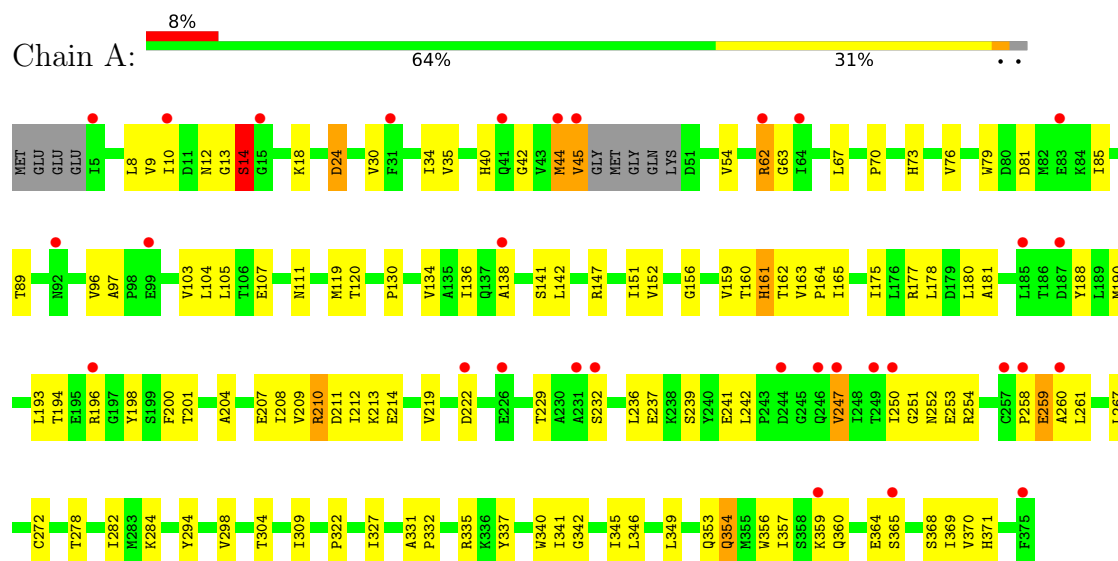 8%
Chain A:
64% 31% • •
MET GLU GLU GLU I5 L8 V9 I10 D11 N12 G13 S14 G15 K18 D24 V30 F31 I34 V35 H40 Q41 G42 V43 M44 V45 GLY MET GLY GLN LYS D51 V54 R62 G63 I64 L67 P70 H73 V76 W79 D80 D81 M82 E83 K84 I85
T89 N92 V96 A97 P98 E99 V103 L104 L105 T106 E107 N111 M119 T120 P130 V134 A135 I136 Q137 A138 S141 L142 R147 I151 V152 G156 V159 T160 H161 T162 V163 P164 I165 I175 L176 R177 L178 D179 L180 A181 L185 T186 D187 Y188 L189 M190
L193 T194 E195 R196 G197 Y198 S199 F200 T201 A204 E207 I208 V209 R210 D211 I212 K213 E214 V219 D222 E226 T229 A230 A231 S232 L236 E237 K238 S239 Y240 E241 L242 P243 D244 G245 Q246 V247 I248 T249 I250 G251 N252 E253 R254 C257 P258 E259 A260 L261 L267
C272 T278 I282 M283 K284 Y294 V298 T304 I309 P322 I327 A331 P332 R335 K336 Y337 W340 I341 G342 I345 L346 L349 Q353 Q354 M355 W356 I357 S358 K359 Q360 E364 S365 S368 I369 V370 H371 F375